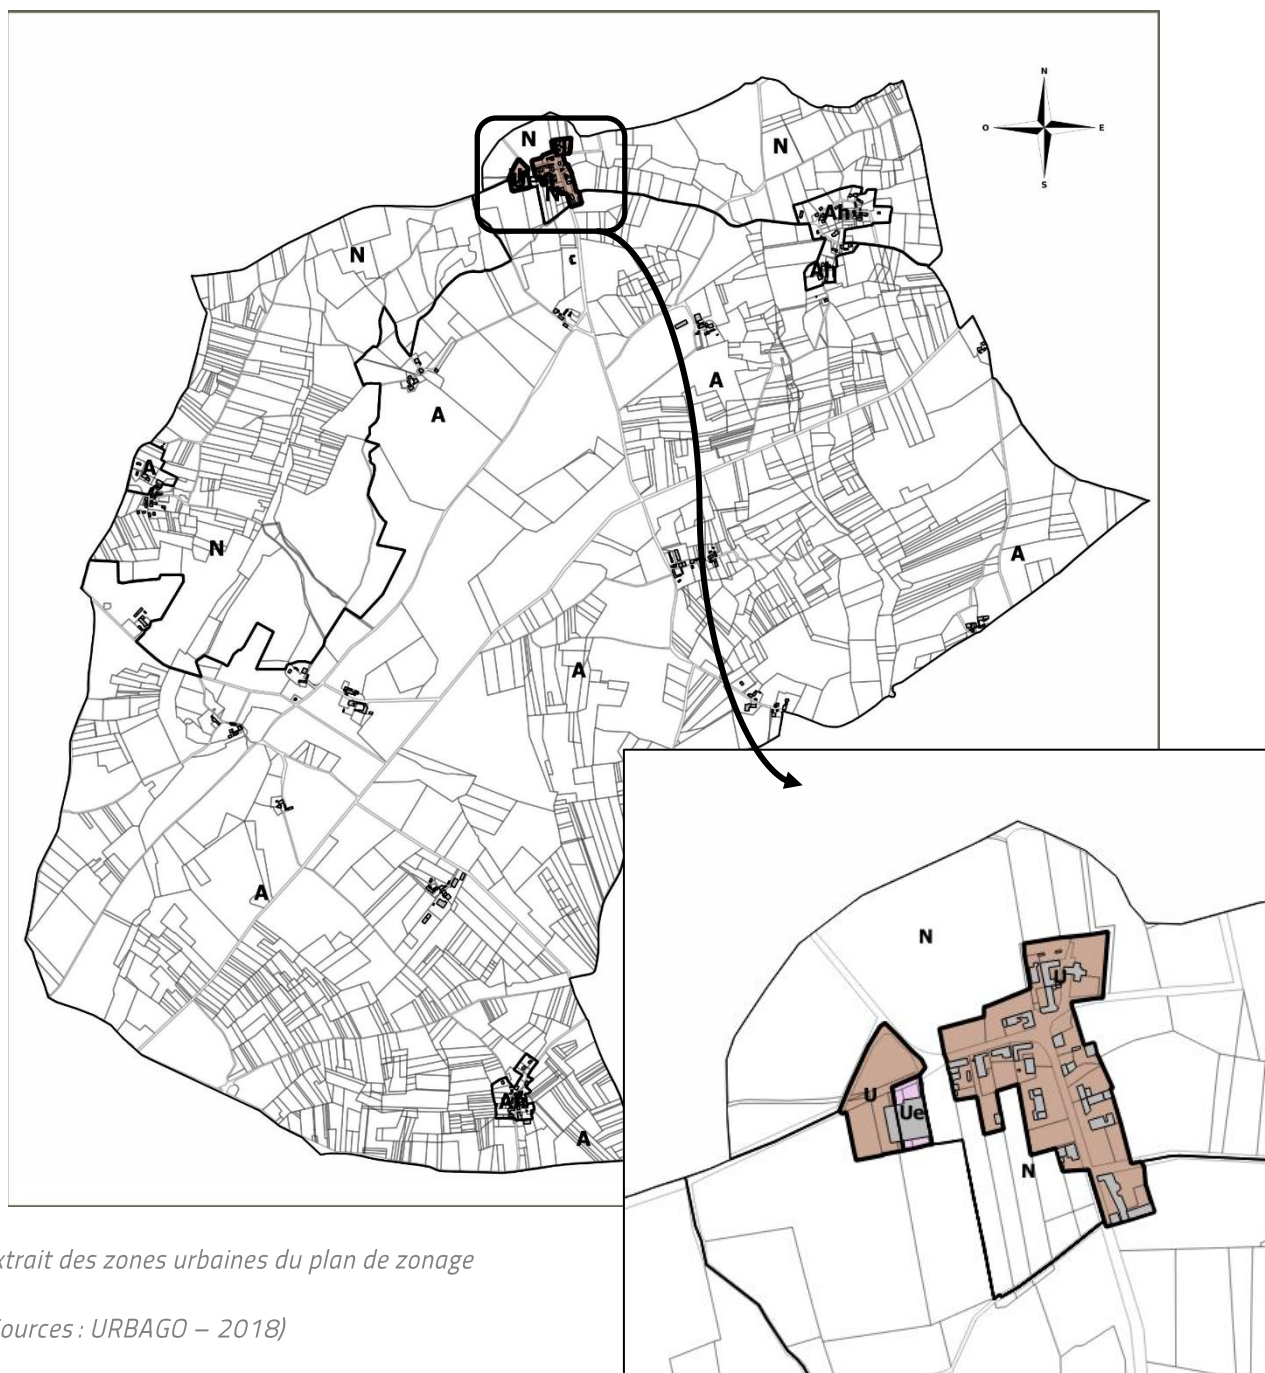 N
O
E
S
N
N
N
N
Ah
Ah
c
A
A
A
N
A
A
A
Ah
A
N
U
U
Ue
N
xtrait des zones urbaines du plan de zonage
ources : URBAGO – 2018)